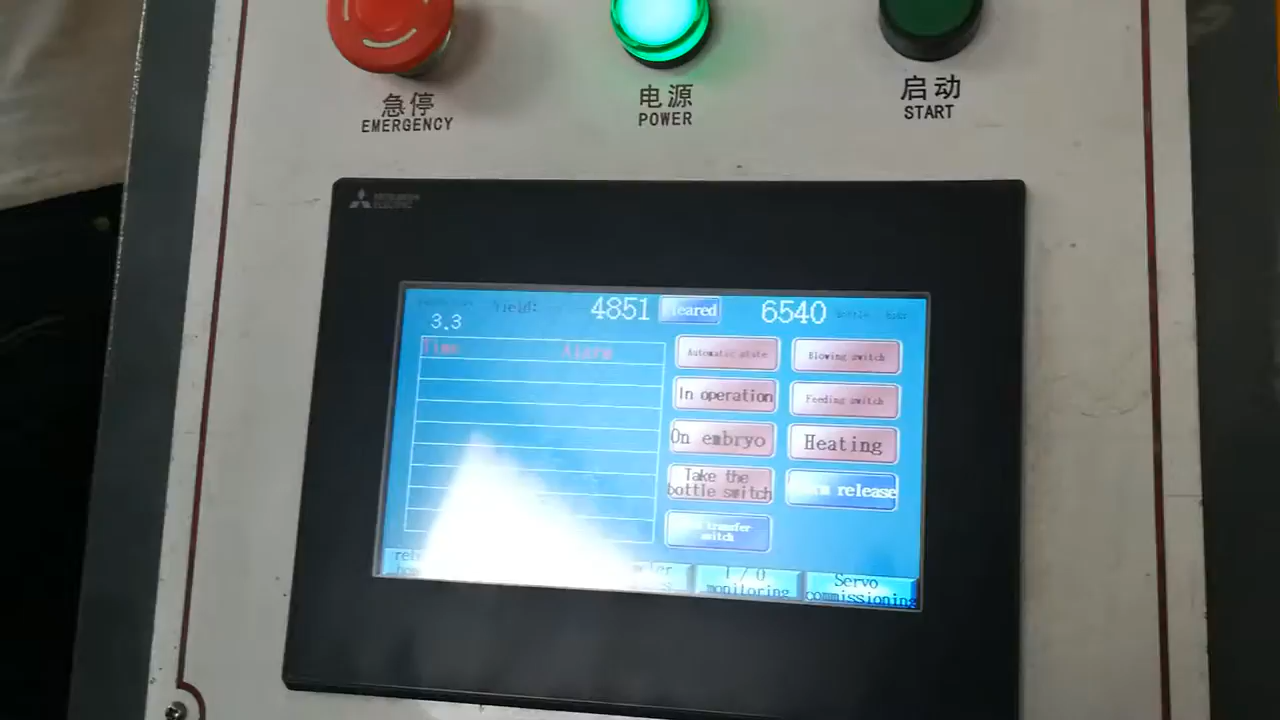 急停
EMERGENCY
电源
POWER
启动
START
MITSUBISHI
ELECTRIC
Yield:
4851
6540
3.3
Time
Alarm
Automatic state
Blowing switch
In operation
Feeding switch
On embryo
Heating
Take the
bottle switch
release
transfer
switch
I/O
monitoring
Servo
commissioning